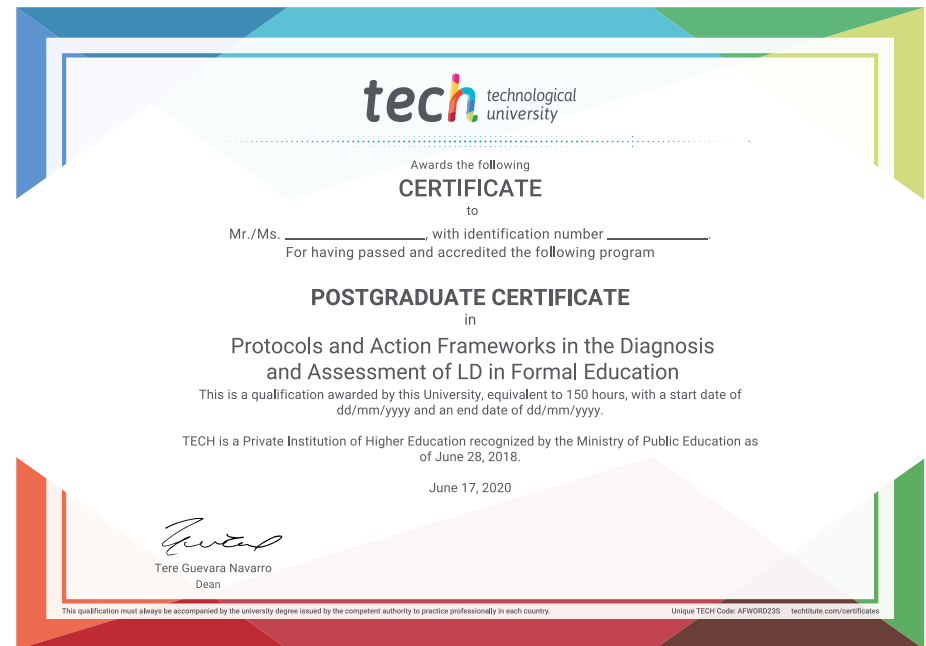 tech technological
university
Awards the following
CERTIFICATE
to
Mr./Ms. ____________________, with identification number ______________.
For having passed and accredited the following program
POSTGRADUATE CERTIFICATE
in
Protocols and Action Frameworks in the Diagnosis
and Assessment of LD in Formal Education
This is a qualification awarded by this University, equivalent to 150 hours, with a start date of
dd/mm/yyyy and an end date of dd/mm/yyyy.
TECH is a Private Institution of Higher Education recognized by the Ministry of Public Education as
of June 28, 2018.
June 17, 2020
Tere Guevara Navarro
Dean
This qualification must always be accompanied by the university degree issued by the competent authority to practice professionally in each country.
Unique TECH Code: AFWORD23S techtitute.com/certificates